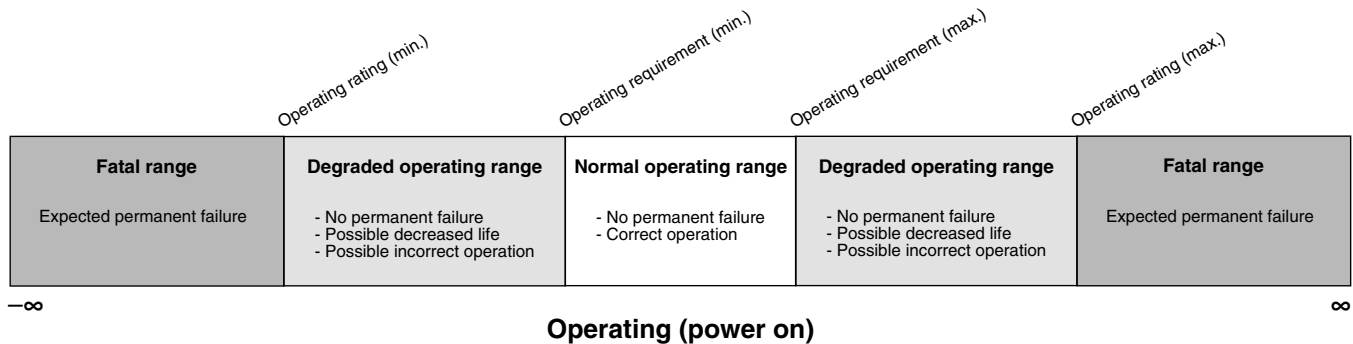 Operating rating (min.)
Operating requirement (min.)
Operating requirement (max.)
Operating rating (max.)
Fatal range
Expected permanent failure
Degraded operating range
- No permanent failure
- Possible decreased life
- Possible incorrect operation
Normal operating range
- No permanent failure
- Correct operation
Degraded operating range
- No permanent failure
- Possible decreased life
- Possible incorrect operation
Fatal range
Expected permanent failure
–∞
∞
Operating (power on)